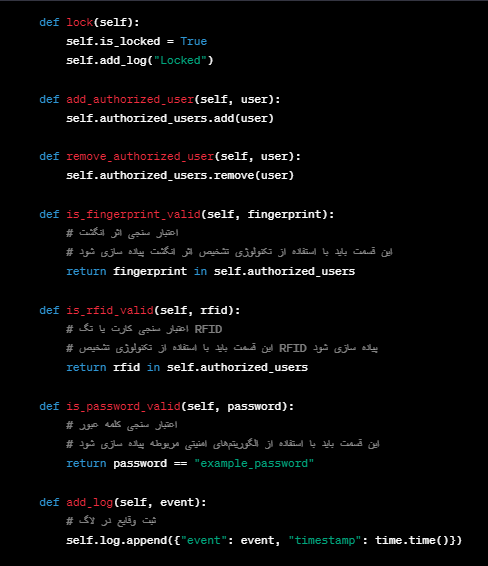 def lock(self):
self.is_locked = True
self.add_log("Locked")
def add_authorized_user(self, user):
self.authorized_users.add(user)
def remove_authorized_user(self, user):
self.authorized_users.remove(user)
def is_fingerprint_valid(self, fingerprint):
# اعتبار سنجی اثر انگشت
# این قسمت باید با استفاده از تکنولوژی تشخیص اثر انگشت پیاده سازی شود
return fingerprint in self.authorized_users
def is_rfid_valid(self, rfid):
# اعتبار سنجی کارت یا تگ RFID
# این قسمت باید با استفاده از تکنولوژی تشخیص RFID پیاده سازی شود
return rfid in self.authorized_users
def is_password_valid(self, password):
# اعتبار سنجی کلمه عبور
# این قسمت باید با استفاده از الگوریتم‌های امنیتی مربوطه پیاده سازی شود
return password == "example_password"
def add_log(self, event):
# ثبت وقایع در لاگ
self.log.append({"event": event, "timestamp": time.time()})